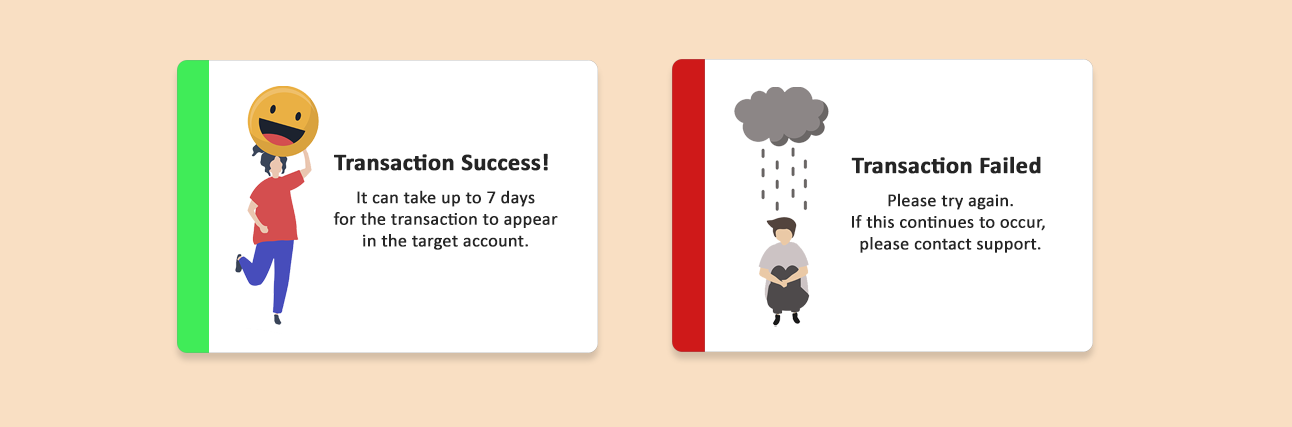 Transaction Success!
It can take up to 7 days
for the transaction to appear
in the target account.
Transaction Failed
Please try again.
If this continues to occur,
please contact support.